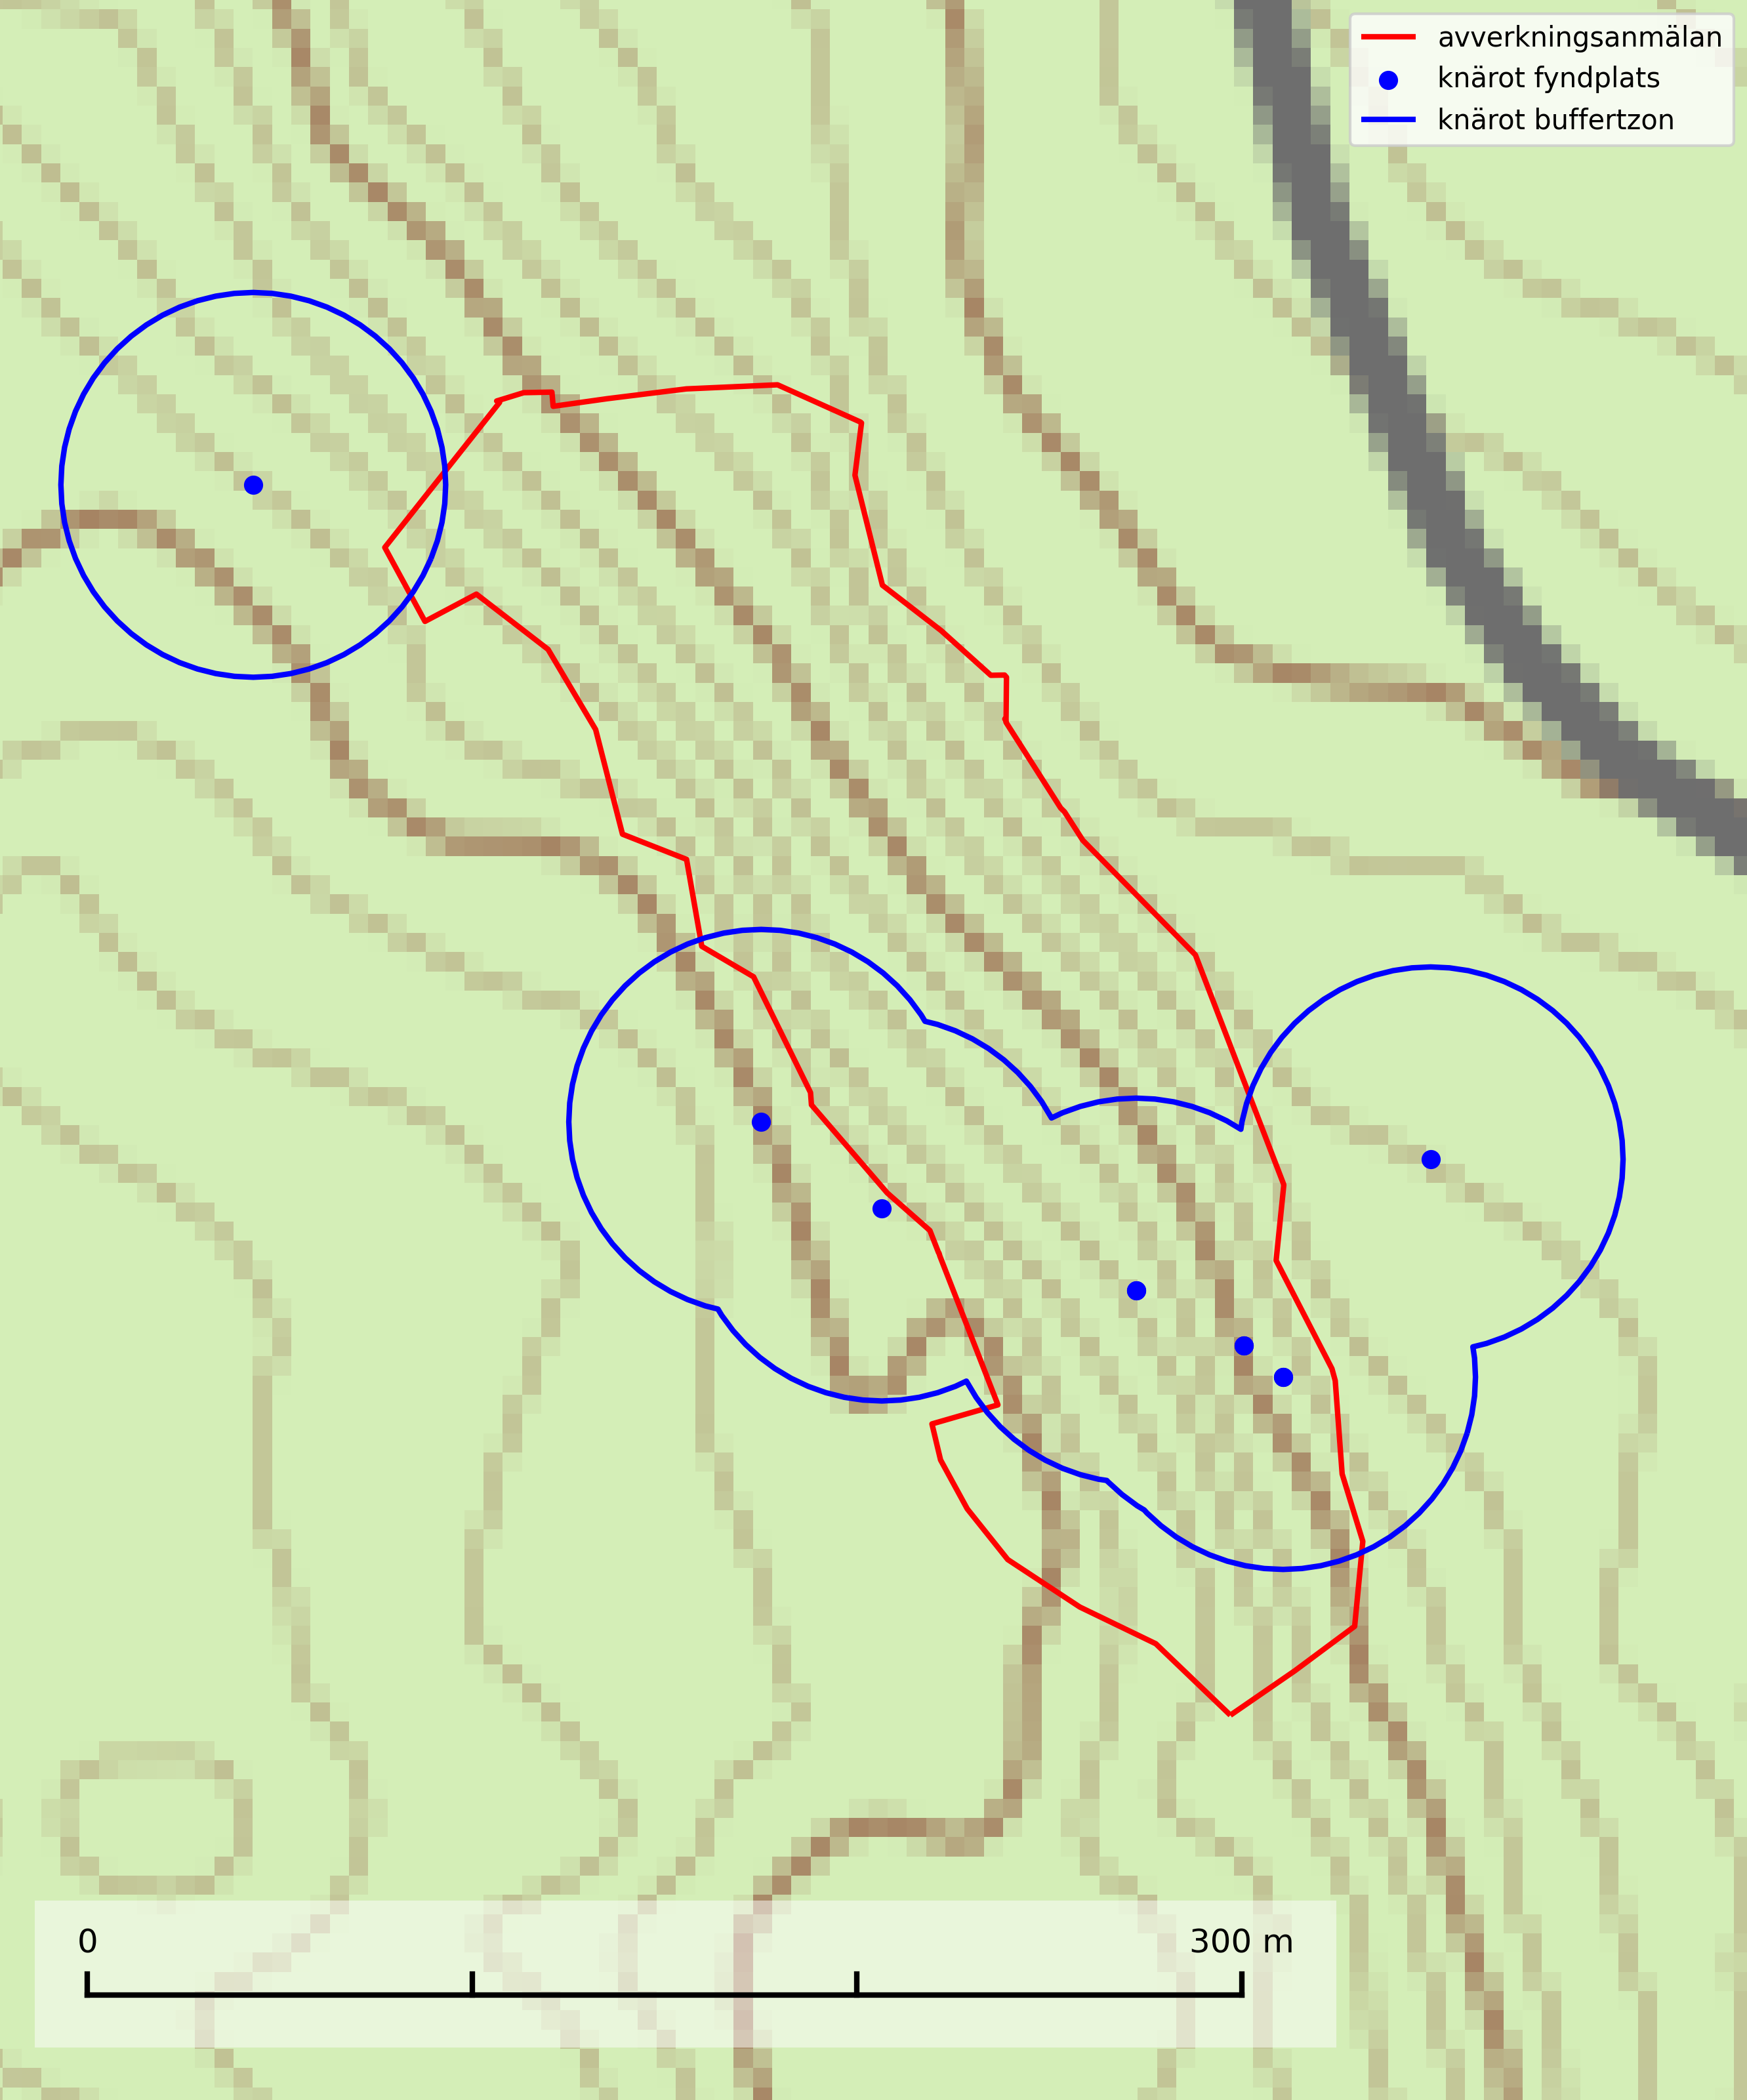 avverkningsanmälan
knärot fyndplats
knärot buffertzon
0
300 m